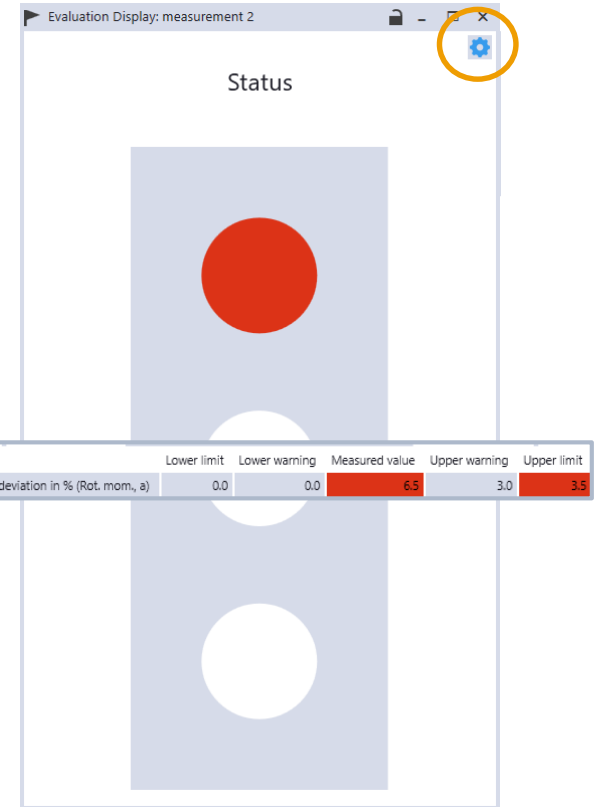 Evaluation Display: measurement 2
Status
Lower limit Lower warning Measured value Upper warning Upper limit
deviation in % (Rot. mom., a) 0.0 0.0 6.5 3.0 3.5